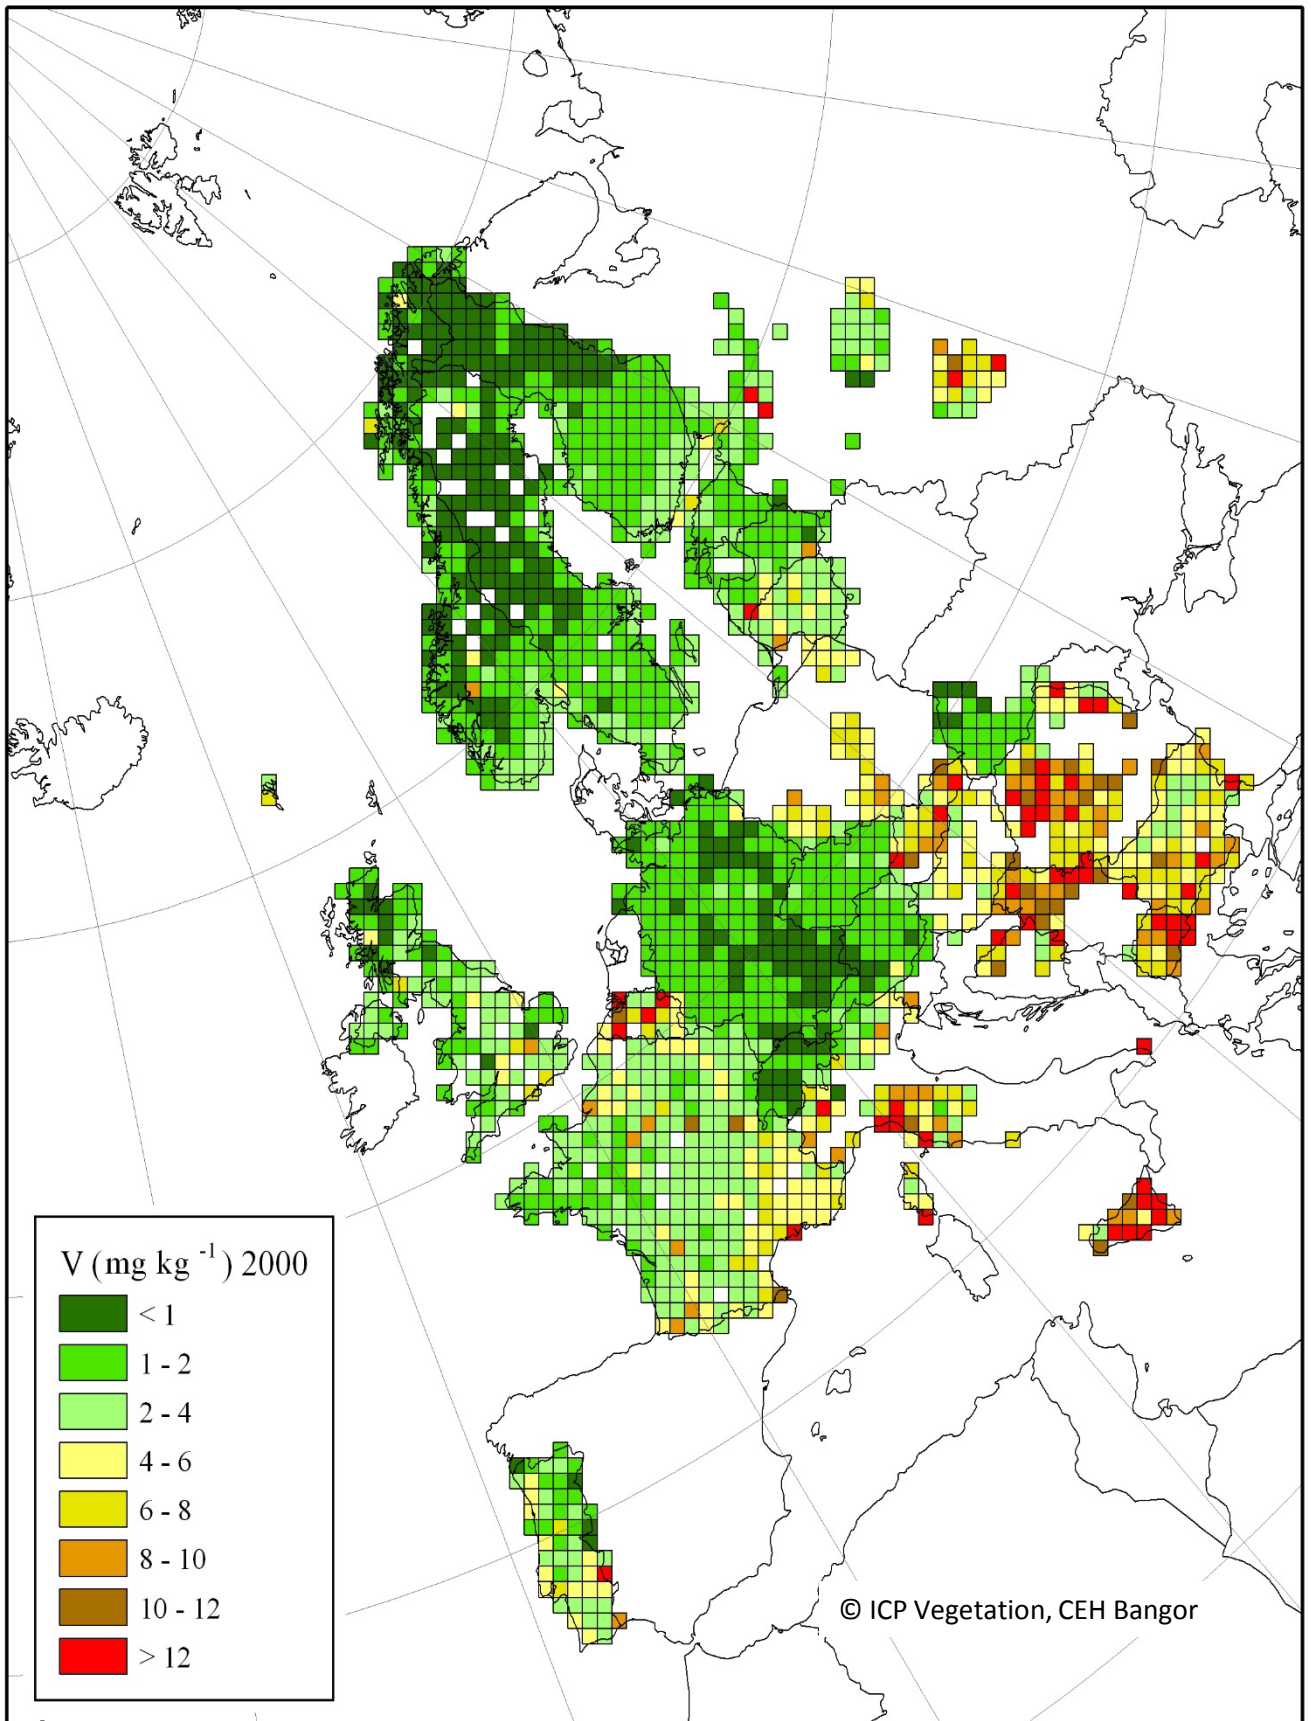 V (mg kg ⁻¹) 2000
< 1
1 - 2
2 - 4
4 - 6
6 - 8
8 - 10
10 - 12
> 12
© ICP Vegetation, CEH Bangor